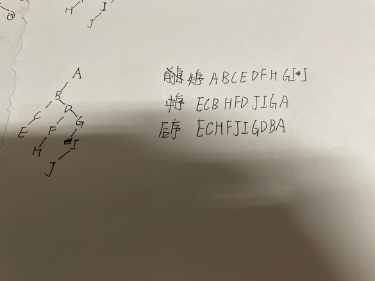 A
B
C D
E F G
H I
J
前序 ABCEDFHGIJ
中序 ECBHFDJIGA
后序 ECHFJIGDBA